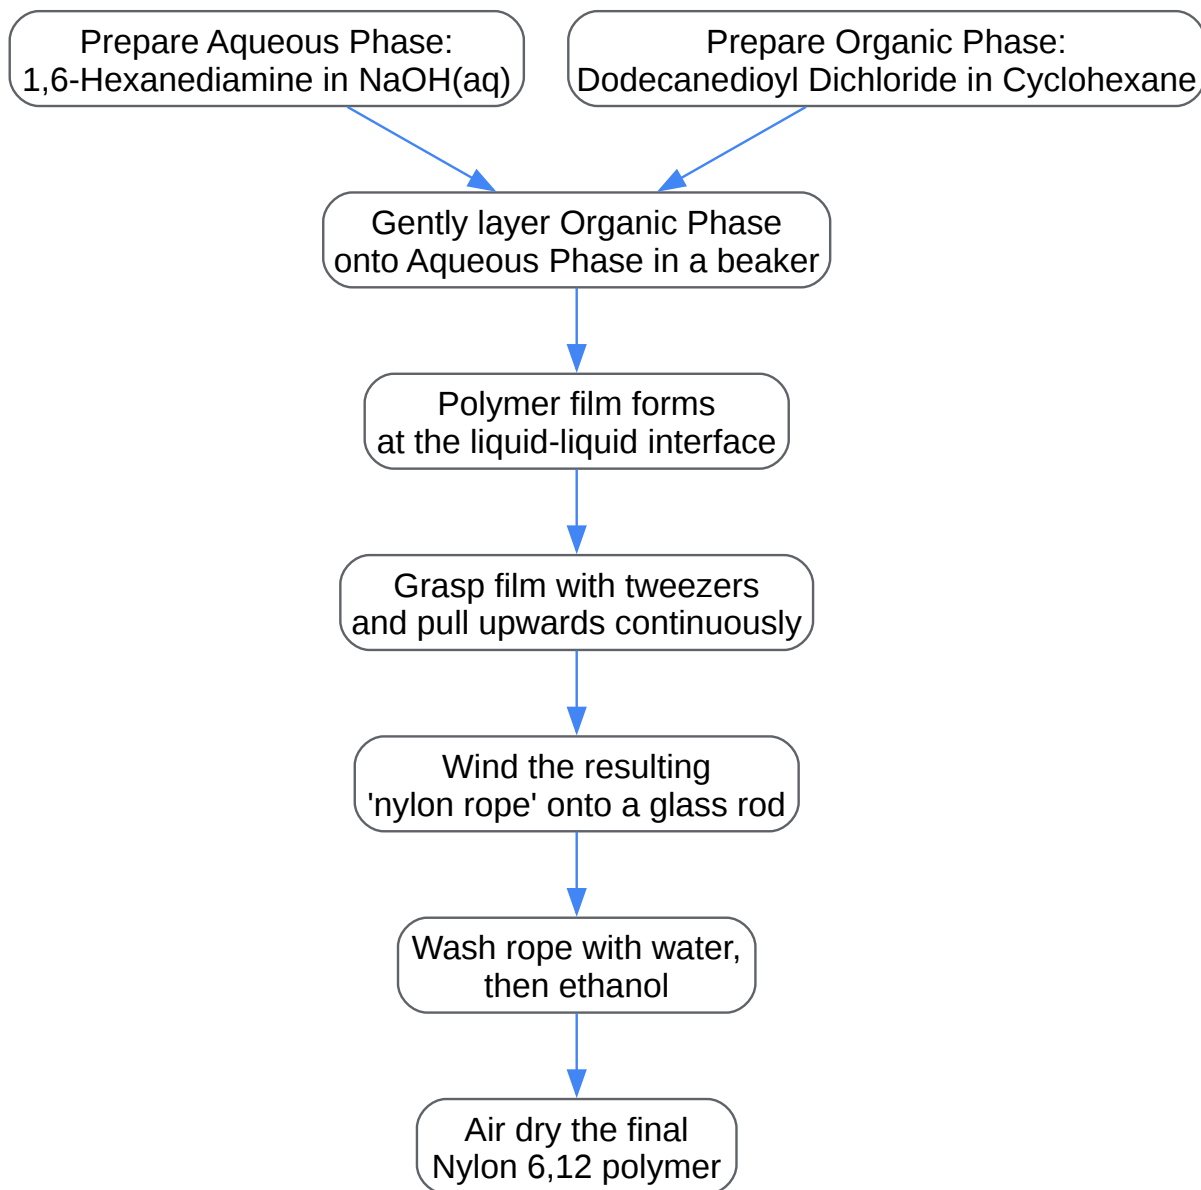 Prepare Aqueous Phase:
1,6-Hexanediamine in NaOH(aq)
Prepare Organic Phase:
Dodecanedioyl Dichloride in Cyclohexane
Gently layer Organic Phase
onto Aqueous Phase in a beaker
Polymer film forms
at the liquid-liquid interface
Grasp film with tweezers
and pull upwards continuously
Wind the resulting
'nylon rope' onto a glass rod
Wash rope with water,
then ethanol
Air dry the final
Nylon 6,12 polymer